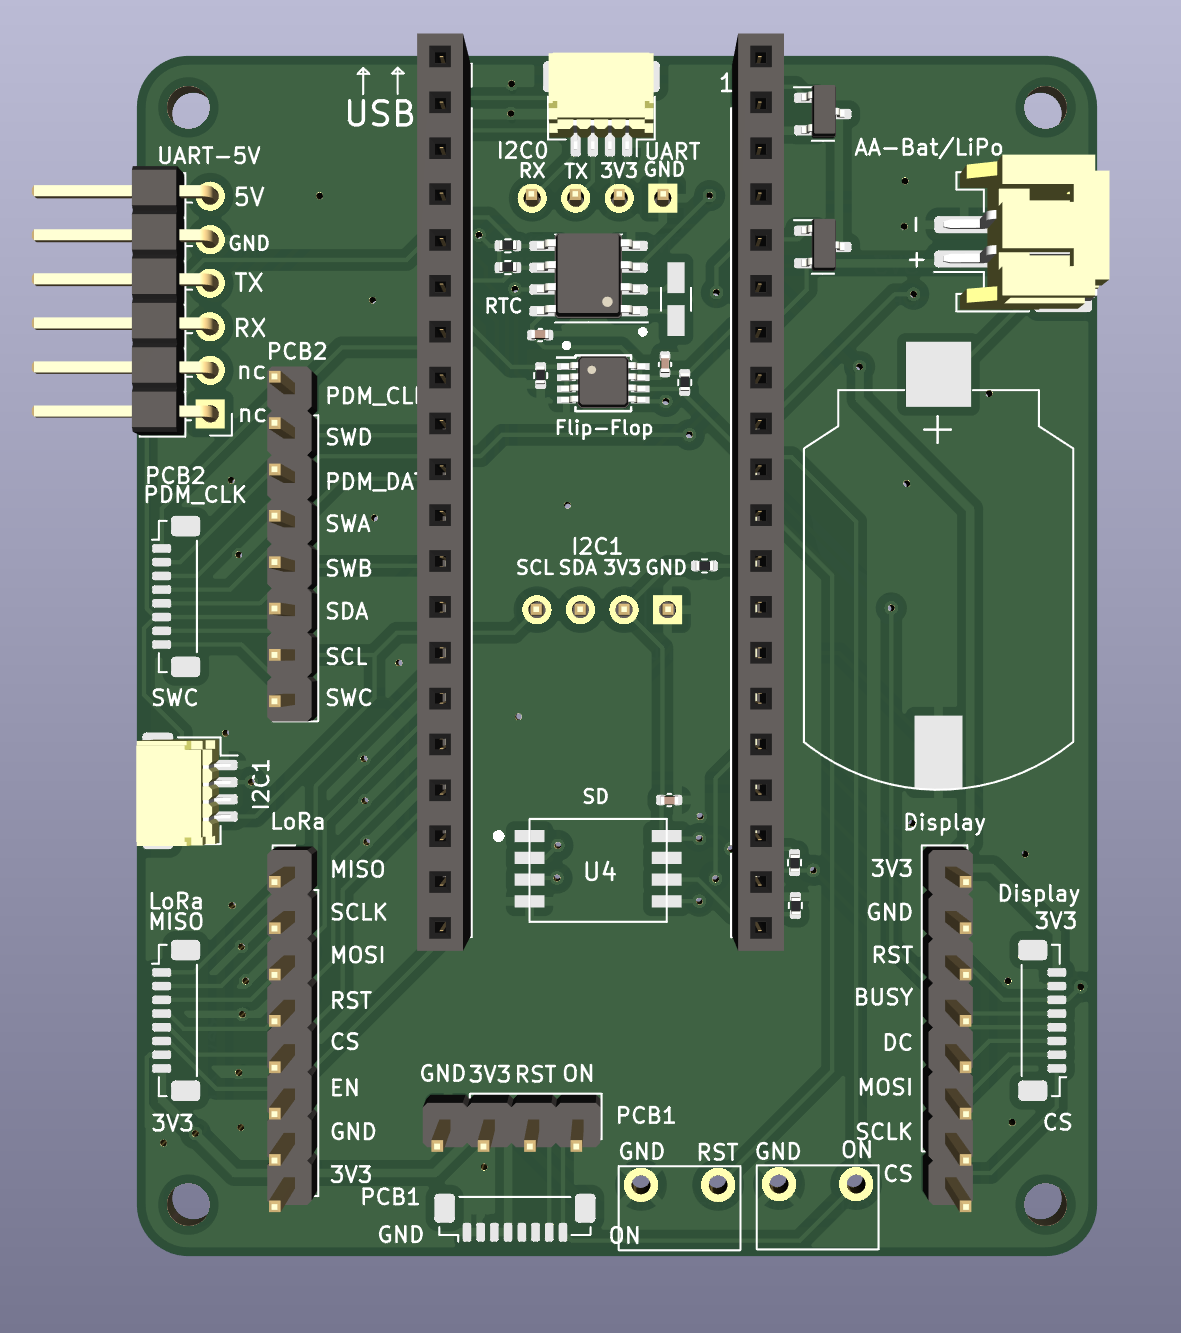 USB
1
I2C0
UART
RX
TX
3V3
GND
UART-5V
5V
GND
TX
RX
nc
nc
AA-Bat/LiPo
-
+
RTC
Flip-Flop
PCB2
PDM_CL
SWD
PDM_DA
SWA
SWB
SDA
SCL
SWC
PCB2
PDM_CLK
SWC
+
I2C1
SCL SDA 3V3 GND
I2C1
SD
U4
LoRa
MISO
SCLK
MOSI
RST
CS
EN
GND
3V3
LoRa
MISO
3V3
Display
3V3
GND
RST
BUSY
DC
MOSI
SCLK
CS
Display
3V3
CS
GND 3V3 RST ON
PCB1
PCB1
GND
ON
GND
RST
GND
ON